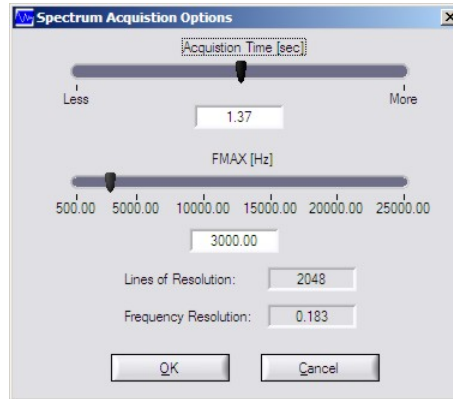 Spectrum Acquistion Options
Acquistion Time [sec]
Less More
1.37
FMAX [Hz]
500.00 5000.00 10000.00 15000.00 20000.00 25000.00
3000.00
Lines of Resolution: 2048
Frequency Resolution: 0.183
OK Cancel